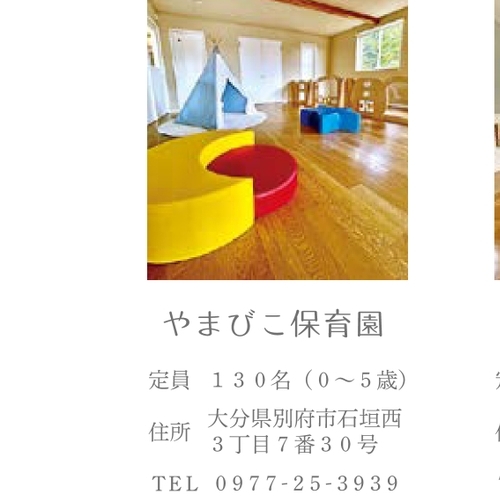 やまびこ保育園
定員 １３０名（０～５歳）
住所 大分県別府市石垣西
３丁目７番３０号
TEL 0977-25-3939